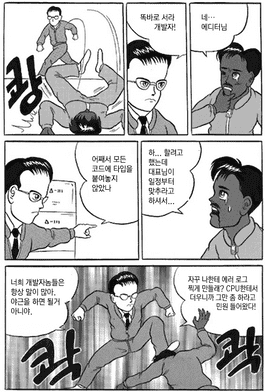 쾅
똑바로 서라
개발자!
네…
에디터님
어째서 모든
코드에 타입을
붙여놓지
않았나
하... 할려고
했는데
대표님이
일정부터
맞추라고
하셔서...
너희 개발자놈들은
항상 말이 많아.
야근을 하면 될거
아니야.
자꾸 나한테 에러 로그
찍게 만들래? CPU한테서
더우니까 그만 좀 하라고
민원 들어왔다!
콱
콱